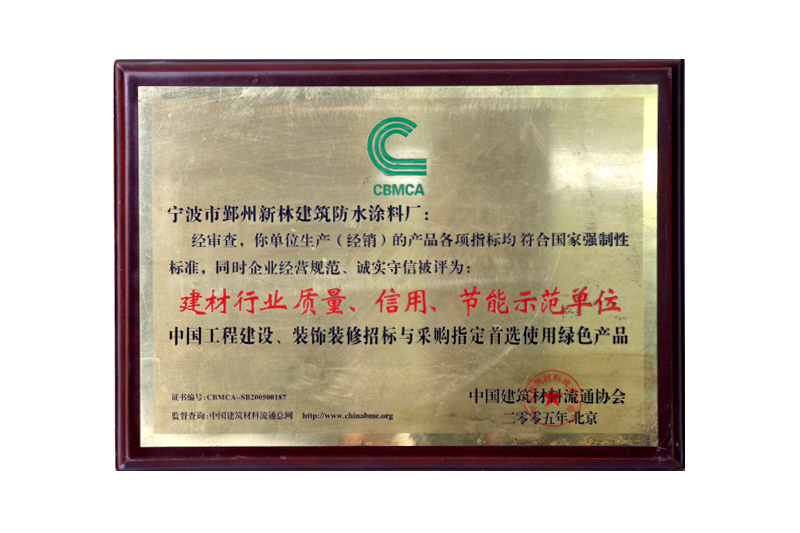 CBMCA
宁波市鄞州新林建筑防水涂料厂：
经审查，你单位生产（经销）的产品各项指标均 符合国家强制性
标准，同时企业经营规范、诚实守信被评为：
建材行业 质量、信用、节能示范单位
中国工程建设、装饰装修招标与采购指定首选使用绿色产品
证书编号：CBMCA-SB200500187
监督查询：中国建筑材料流通总网 http://www.chinabme.org
中国建筑材料流通协会
二零零五年.北京